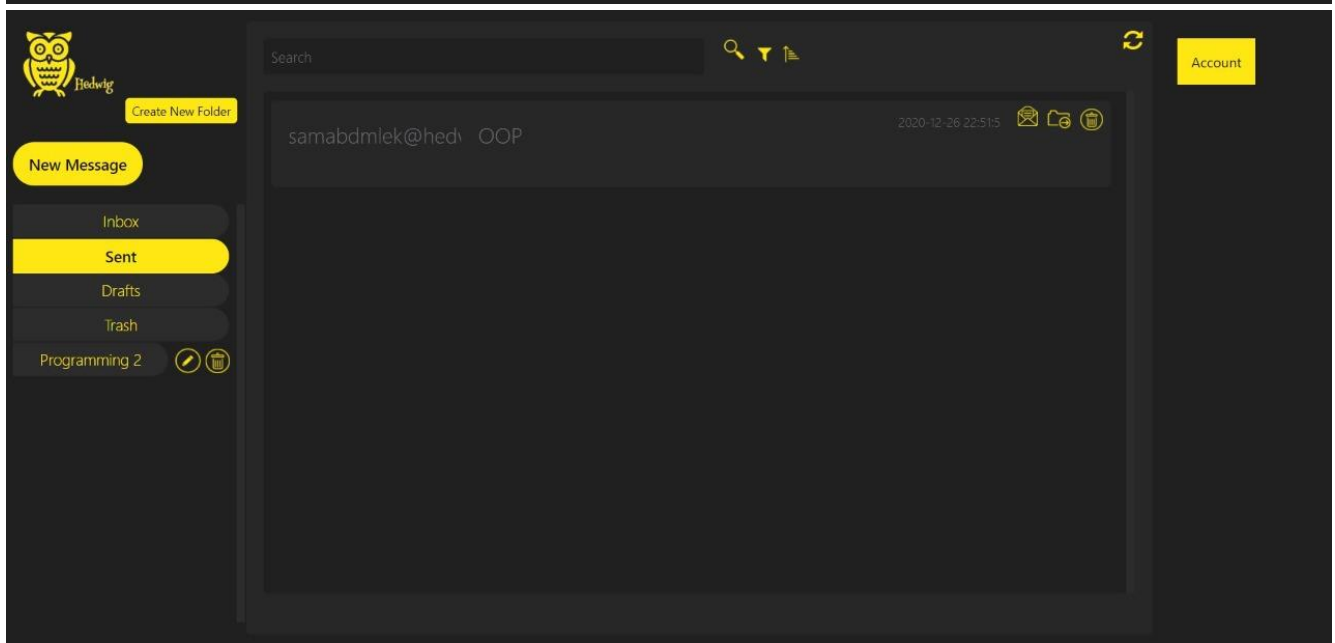 Hedwig
Create New Folder
New Message
Inbox
Sent
Drafts
Trash
Programming 2
Search
samabdmlek@hedv OOP
2020-12-26 22:51:5
Account